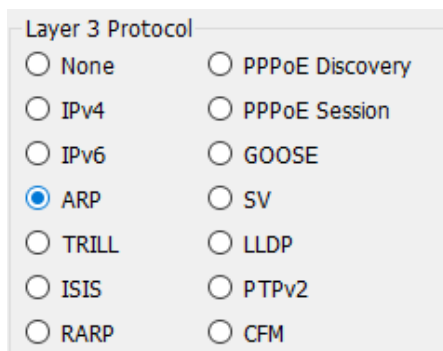 Layer 3 Protocol
None PPPoE Discovery
IPv4 PPPoE Session
IPv6 GOOSE
ARP SV
TRILL LLDP
ISIS PTPv2
RARP CFM